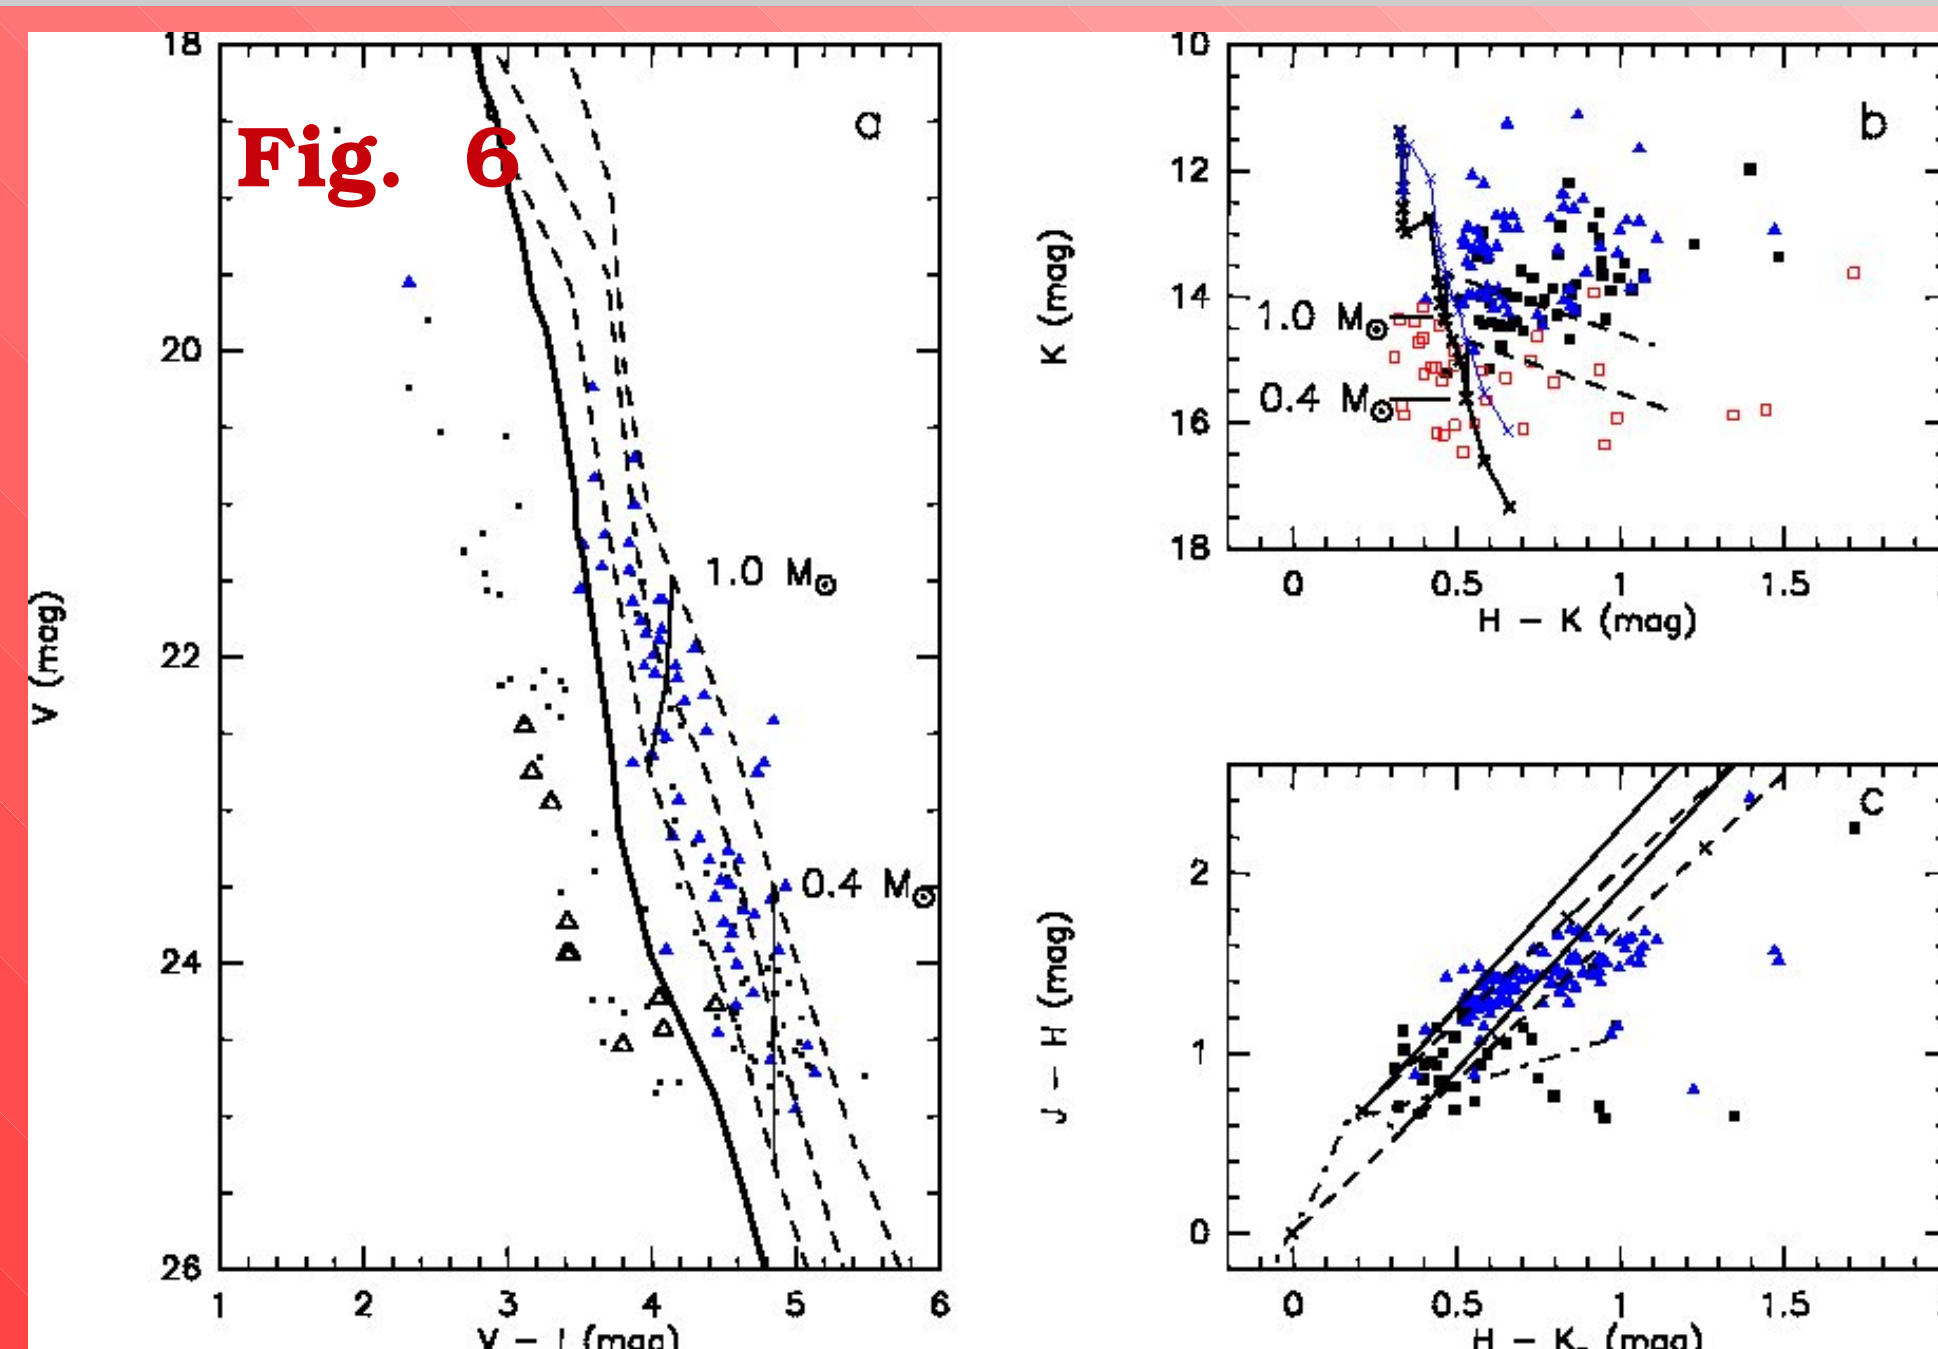 Fig. 6
a
18
20
22
24
26
V (mag)
1.0 M⊙
0.4 M⊙
1 2 3 4 5 6
V – I (mag)
b
10
12
14
16
18
K (mag)
1.0 M⊙
0.4 M⊙
0 0.5 1 1.5
H – K (mag)
c
2
1
0
J – H (mag)
0 0.5 1 1.5
H – K (mag)